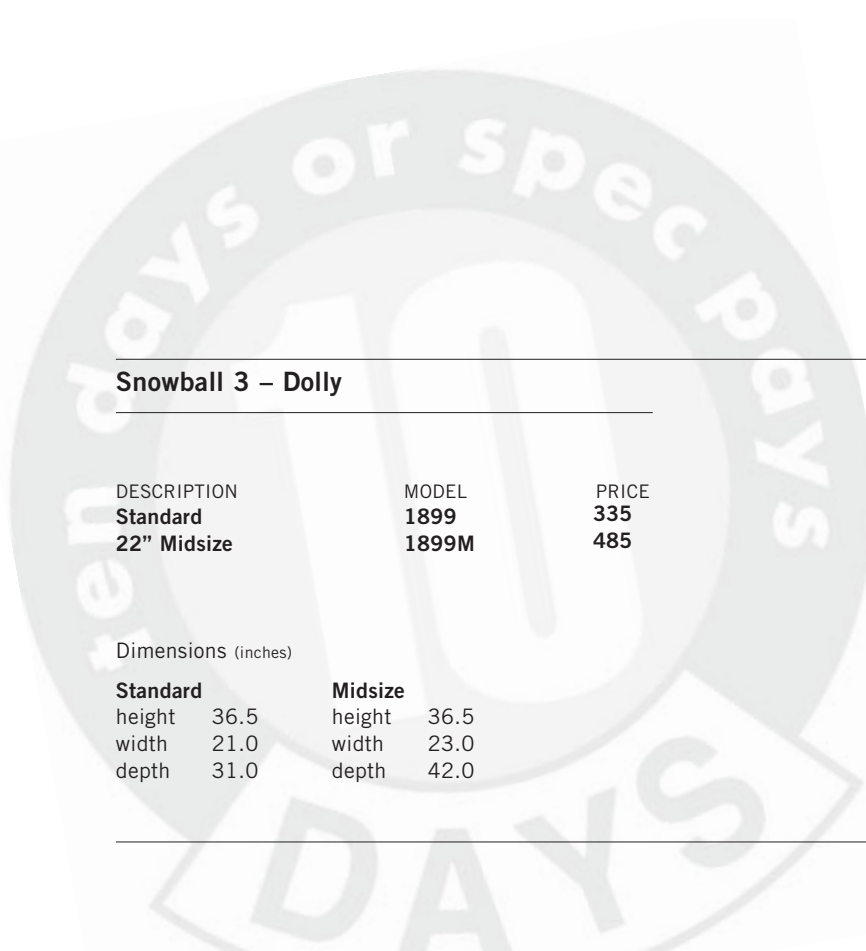 ten days or spec pays
10
DAYS
Snowball 3 – Dolly
DESCRIPTION MODEL PRICE
Standard 1899 335
22” Midsize 1899M 485
Dimensions (inches)
Standard Midsize
height 36.5 height 36.5
width 21.0 width 23.0
depth 31.0 depth 42.0